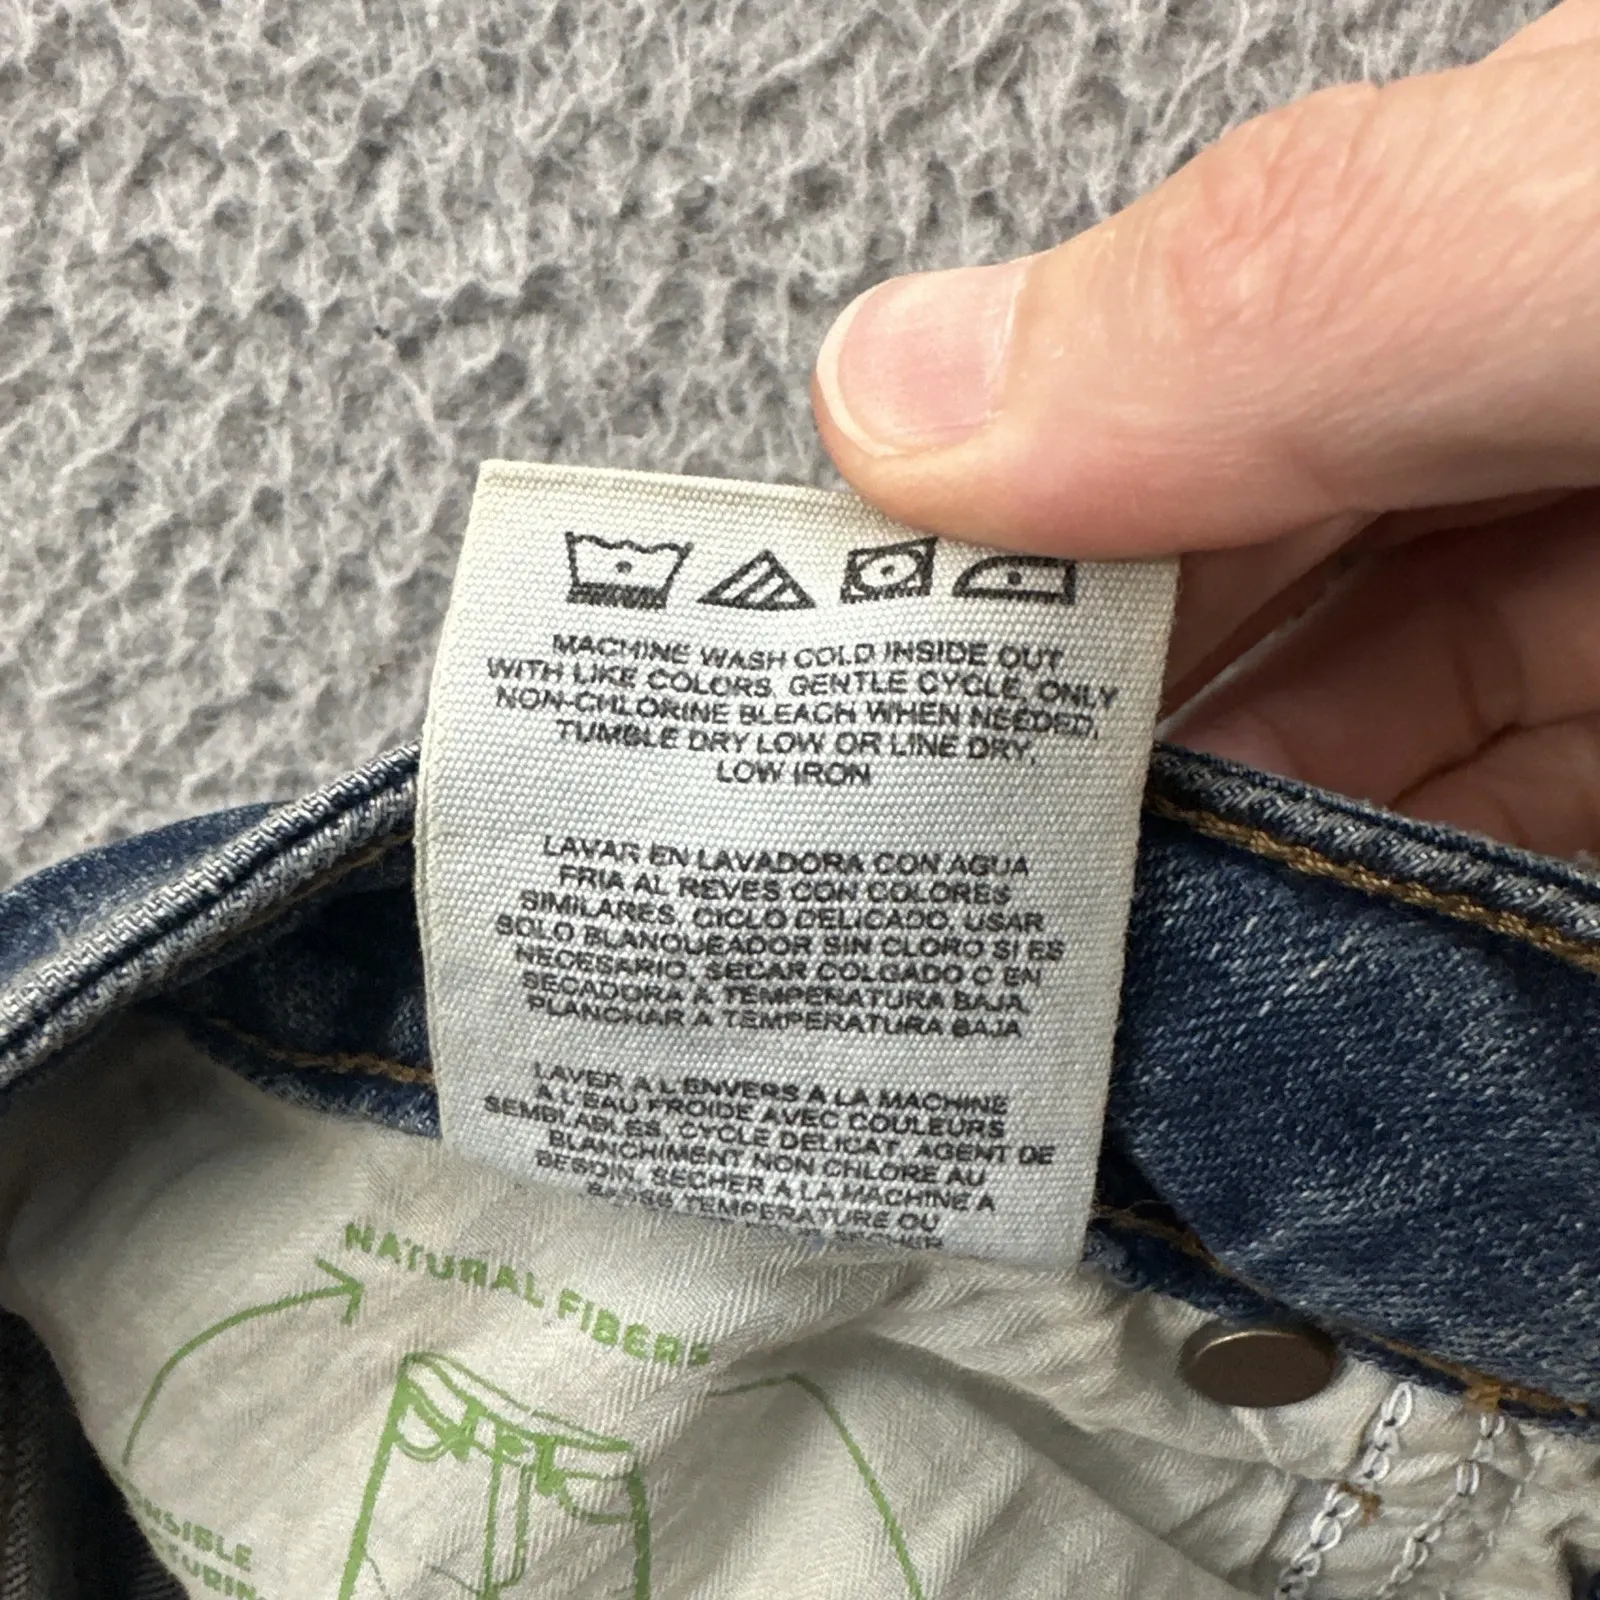 MACHINE WASH COLD INSIDE OUT
WITH LIKE COLORS, GENTLE CYCLE, ONLY
NON-CHLORINE BLEACH WHEN NEEDED,
TUMBLE DRY LOW OR LINE DRY,
LOW IRON
LAVAR EN LAVADORA CON AGUA
FRIA AL REVES CON COLORES
SIMILARES, CICLO DELICADO, USAR
SOLO BLANQUEADOR SIN CLORO SI ES
NECESARIO, SECAR COLGADO O EN
SECADORA A TEMPERATURA BAJA,
PLANCHAR A TEMPERATURA BAJA
LAVER A L'ENVERS A LA MACHINE
A L'EAU FROIDE AVEC COULEURS
SEMBLABLES, CYCLE DELICAT, AGENT DE
BLANCHIMENT NON CHLORE AU
BESOIN, SECHER A LA MACHINE A
BASSE TEMPERATURE OU
SECHER
NATURAL FIBER